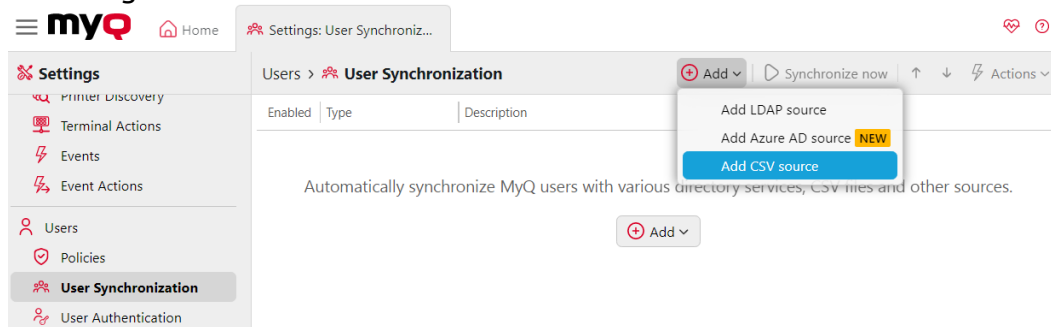 myQ
Home
Settings: User Synchroniz...
Settings
Users > User Synchronization
Add
Synchronize now
Actions
Printer Discovery
Terminal Actions
Events
Event Actions
Users
Policies
User Synchronization
User Authentication
Enabled
Type
Description
Add LDAP source
Add Azure AD source NEW
Add CSV source
Automatically synchronize MyQ users with various directory services, CSV files and other sources.
Add